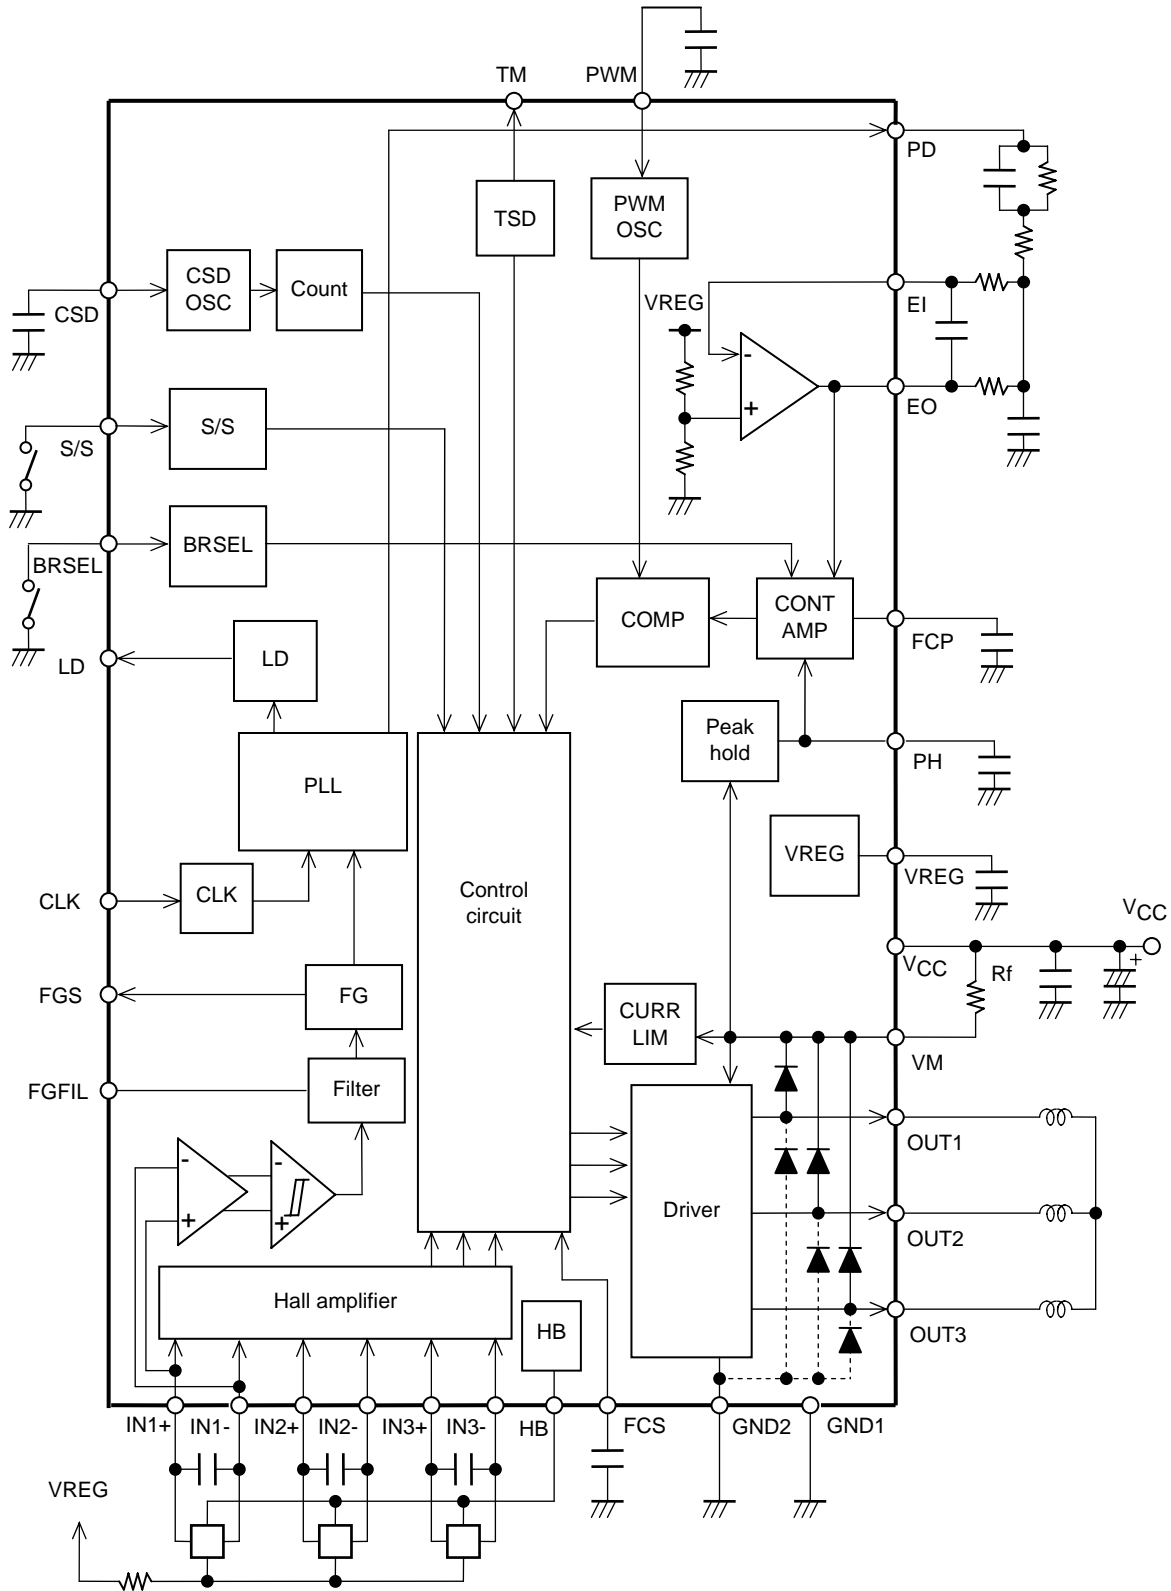 TM
PWM
PD
TSD
PWM
OSC
CSD
OSC
Count
CSD
VREG
EI
-
+
S/S
S/S
EO
BRSEL
BRSEL
COMP
CONT
AMP
FCP
LD
LD
Peak
hold
PH
PLL
VREG
VREG
CLK
CLK
Control
circuit
VCC
VCC
Rf
+
FGS
FG
CURR
LIM
VM
FGFIL
Filter
OUT1
-
+
-
+
Driver
OUT2
Hall amplifier
HB
OUT3
IN1+
IN1-
IN2+
IN2-
IN3+
IN3-
HB
FCS
GND2
GND1
VREG